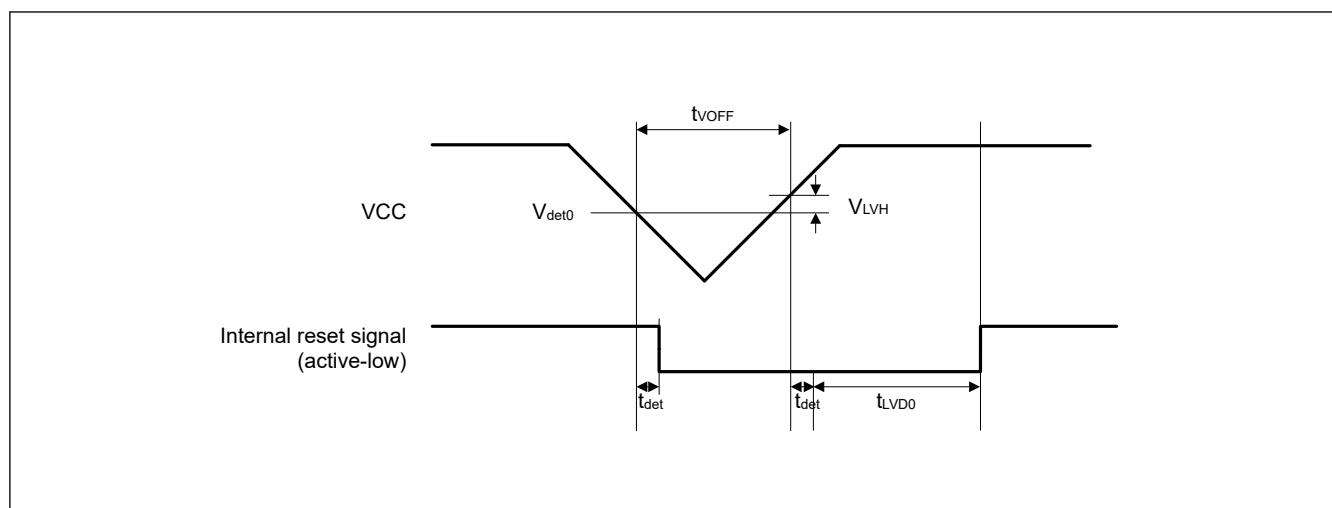 tVOFF
VCC
Vdet0
VLVH
Internal reset signal
(active-low)
tdet
tdet
tLVD0